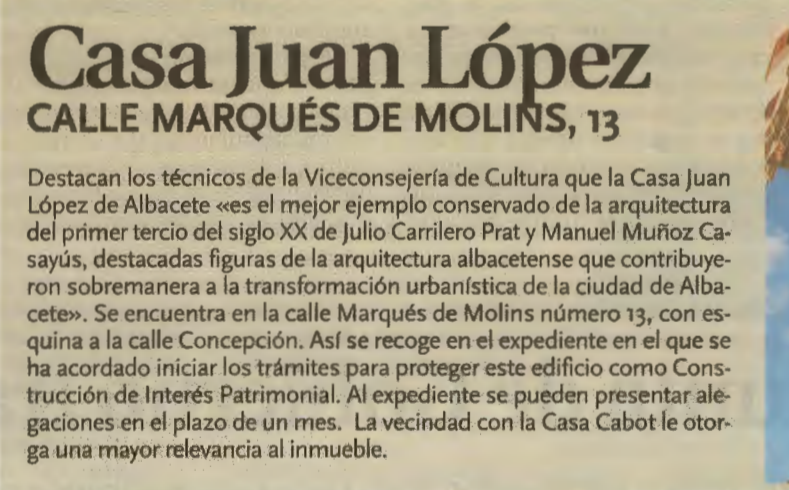 Casa Juan López
CALLE MARQUÉS DE MOLINS, 13
Destacan los técnicos de la Viceconsejería de Cultura que la Casa Juan
López de Albacete «es el mejor ejemplo conservado de la arquitectura
del primer tercio del siglo XX de Julio Carrilero Prat y Manuel Muñoz Ca-
sayús, destacadas figuras de la arquitectura albacetense que contribuye-
ron sobremanera a la transformación urbanística de la ciudad de Alba-
cete». Se encuentra en la calle Marqués de Molins número 13, con es-
quina a la calle Concepción. Así se recoge en el expediente en el que se
ha acordado iniciar los trámites para proteger este edificio como Cons-
trucción de Interés Patrimonial. Al expediente se pueden presentar ale-
gaciones en el plazo de un mes. La vecindad con la Casa Cabot le otor-
ga una mayor relevancia al inmueble.